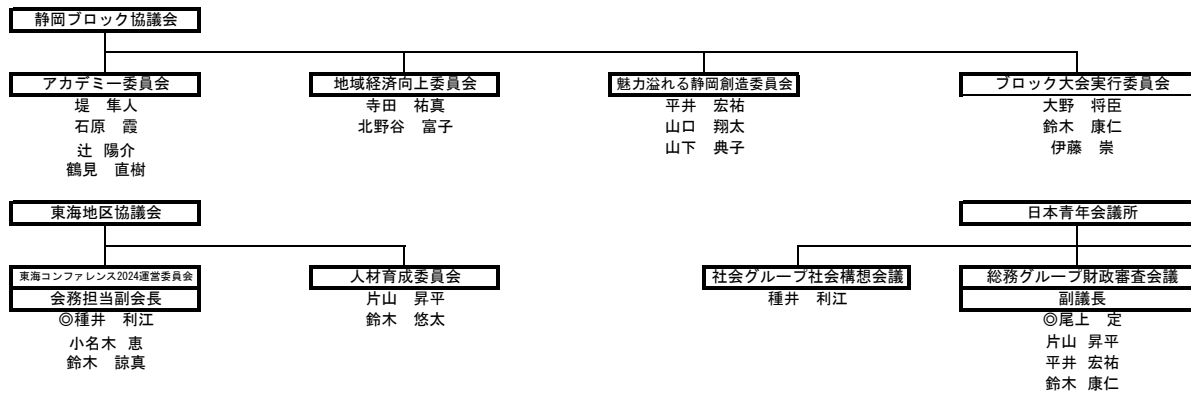 静岡ブロック協議会
アカデミー委員会
堤　隼人
石原　霞
辻 陽介
鶴見　直樹
地域経済向上委員会
寺田　祐真
北野谷　富子
魅力溢れる静岡創造委員会
平井　宏祐
山口　翔太
山下　典子
ブロック大会実行委員会
大野　将臣
鈴木　康仁
伊藤　崇
東海地区協議会
東海コンファレンス2024運営委員会
会務担当副会長
◎種井　利江
小名木 恵
鈴木　諒真
人材育成委員会
片山　昇平
鈴木　悠太
日本青年会議所
社会グループ社会構想会議
種井　利江
総務グループ財政審査会議
副議長
◎尾上　定
片山 昇平
平井 宏祐
鈴木 康仁